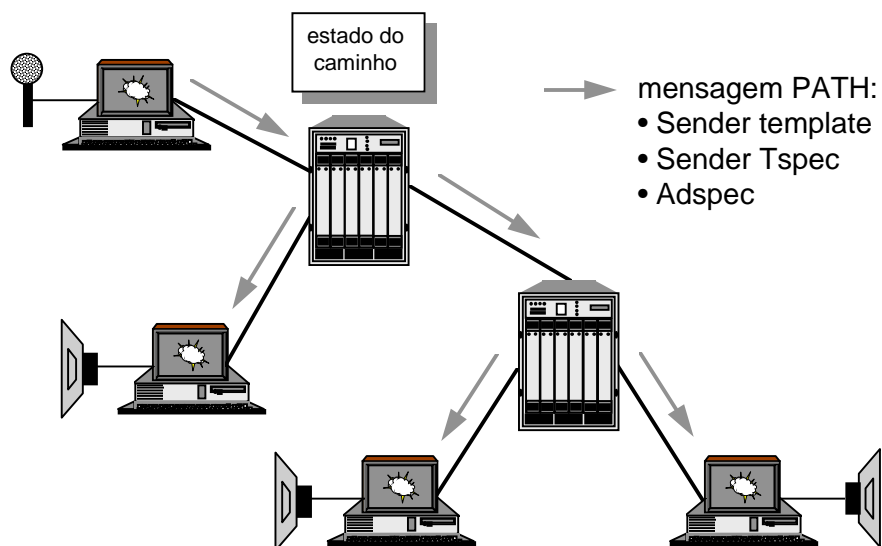 estado do
caminho
mensagem PATH:
• Sender template
• Sender Tspec
• Adspec